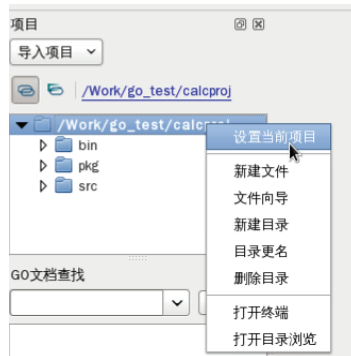 项目
导入项目
/Work/go_test/calcproj
/Work/go_test/calcproj
bin
pkg
src
GO文档查找
设置当前项目
新建文件
文件向导
新建目录
目录更名
删除目录
打开终端
打开目录浏览